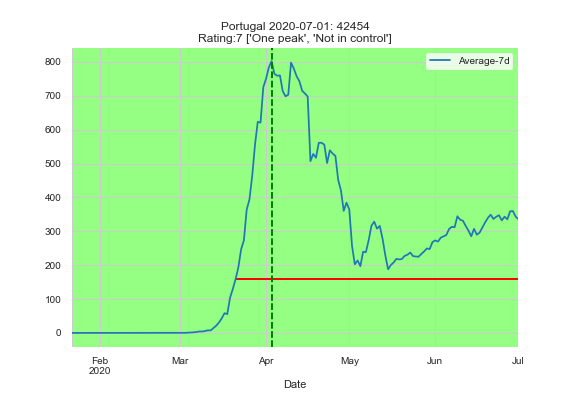 Portugal 2020-07-01: 42454
Rating:7 ['One peak', 'Not in control']
Average-7d
800
700
600
500
400
300
200
100
0
Feb
2020
Mar
Apr
May
Jun
Jul
Date